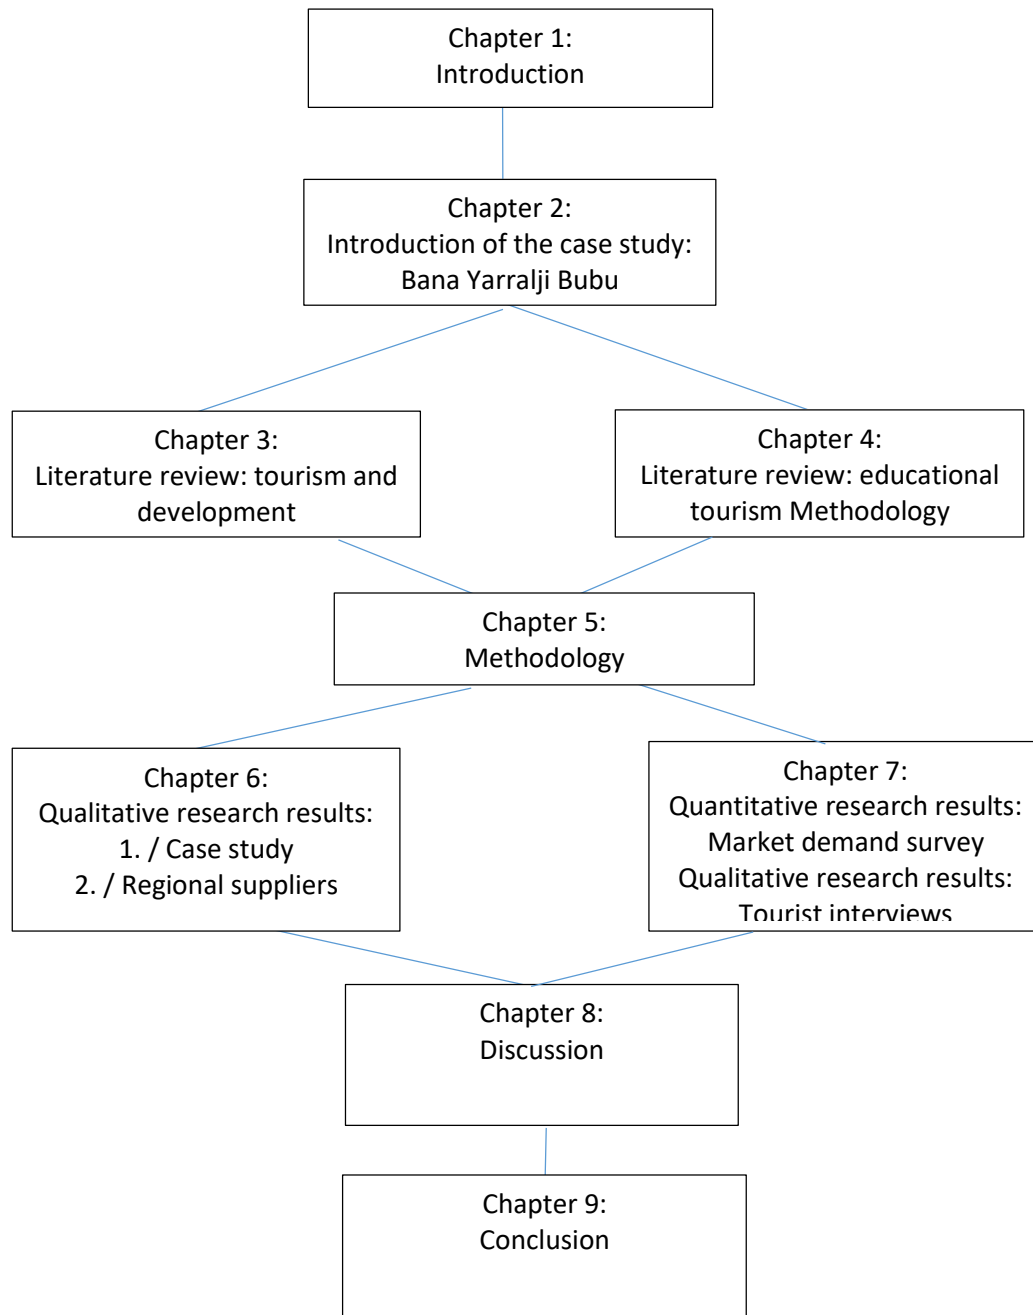 Chapter 1:
Introduction
Chapter 2:
Introduction of the case study:
Bana Yarralji Bubu
Chapter 3:
Literature review: tourism and
development
Chapter 4:
Literature review: educational
tourism Methodology
Chapter 5:
Methodology
Chapter 6:
Qualitative research results:
1. / Case study
2. / Regional suppliers
Chapter 7:
Quantitative research results:
Market demand survey
Qualitative research results:
Tourist interviews
Chapter 8:
Discussion
Chapter 9:
Conclusion